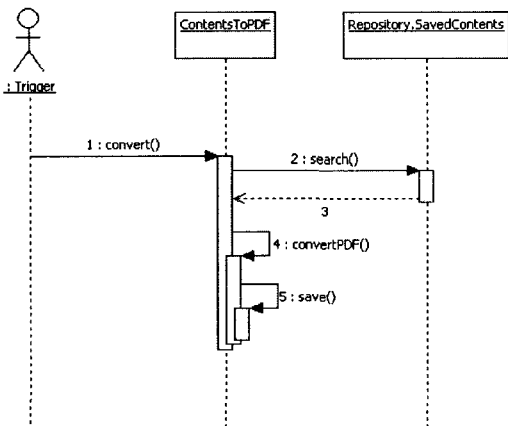 ContentsToPDF
Repository.SavedContents
: Trigger
1 : convert()
2 : search()
3
4 : convertPDF()
5 : save()